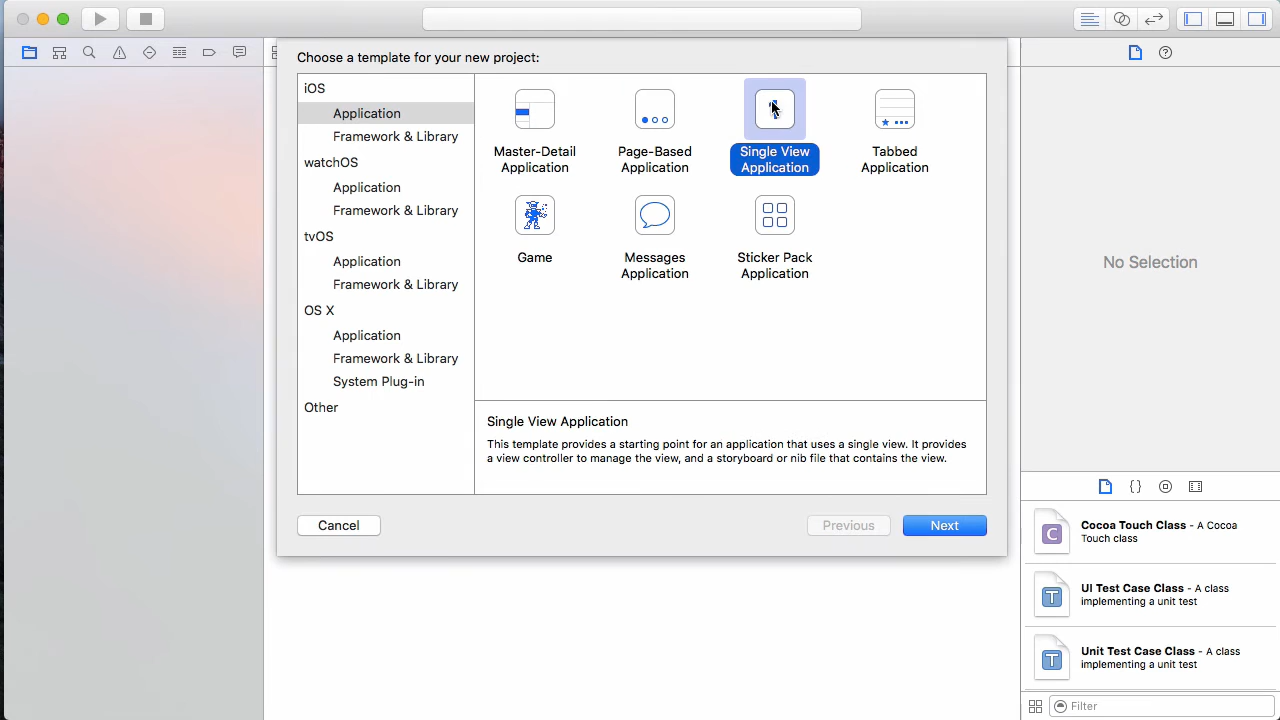 Choose a template for your new project:
iOS
Application
Framework & Library
watchOS
Application
Framework & Library
tvOS
Application
Framework & Library
OS X
Application
Framework & Library
System Plug-in
Other
Master-Detail
Application
Page-Based
Application
Single View
Application
Tabbed
Application
Game
Messages
Application
Sticker Pack
Application
Single View Application
This template provides a starting point for an application that uses a single view. It provides
a view controller to manage the view, and a storyboard or nib file that contains the view.
Cancel
Previous
Next
No Selection
{ }
C
Cocoa Touch Class - A Cocoa
Touch class
T
UI Test Case Class - A class
implementing a unit test
T
Unit Test Case Class - A class
implementing a unit test
Filter